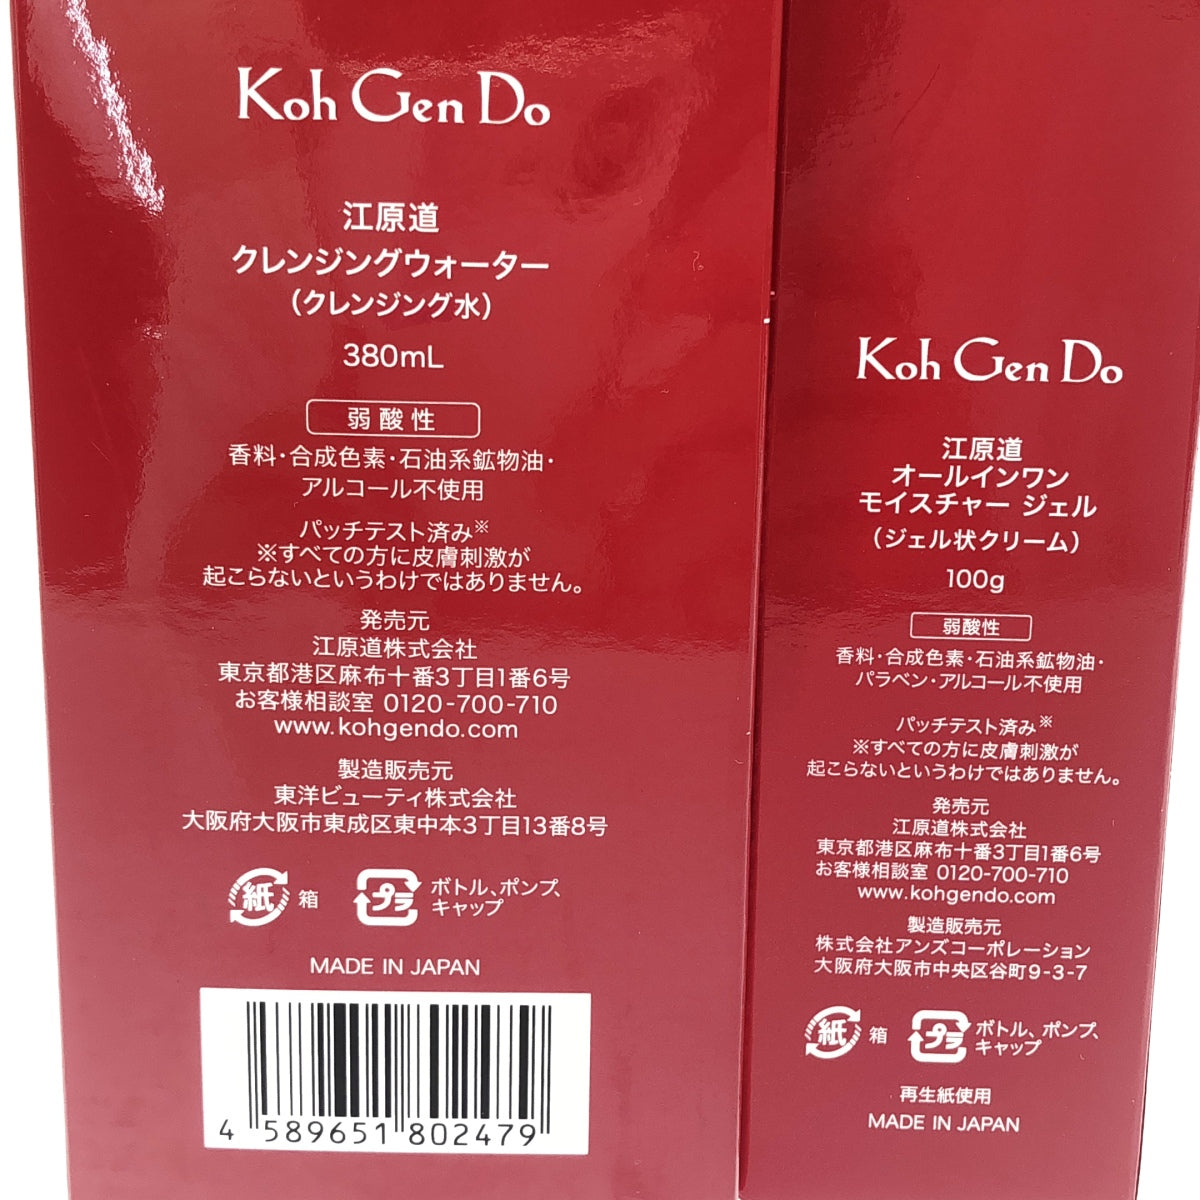 Koh Gen Do
江原道
クレンジングウォーター
（クレンジング水）
380mL
弱酸性
香料・合成色素・石油系鉱物油・
アルコール不使用
パッチテスト済み※
※すべての方に皮膚刺激が
起こらないというわけではありません。
発売元
江原道株式会社
東京都港区麻布十番3丁目1番6号
お客様相談室 0120-700-710
www.kohgendo.com
製造販売元
東洋ビューティ株式会社
大阪府大阪市東成区東中本3丁目13番8号
紙 箱
プラ ボトル、ポンプ、
キャップ
MADE IN JAPAN
4 589651 802479
Koh Gen Do
江原道
オールインワン
モイスチャー ジェル
（ジェル状クリーム）
100g
弱酸性
香料・合成色素・石油系鉱物油・
パラベン・アルコール不使用
パッチテスト済み※
※すべての方に皮膚刺激が
起こらないというわけではありません。
発売元
江原道株式会社
東京都港区麻布十番3丁目1番6号
お客様相談室 0120-700-710
www.kohgendo.com
製造販売元
株式会社アンズコーポレーション
大阪府大阪市中央区谷町9-3-7
紙 箱
プラ ボトル、ポンプ、
キャップ
再生紙使用
MADE IN JAPAN